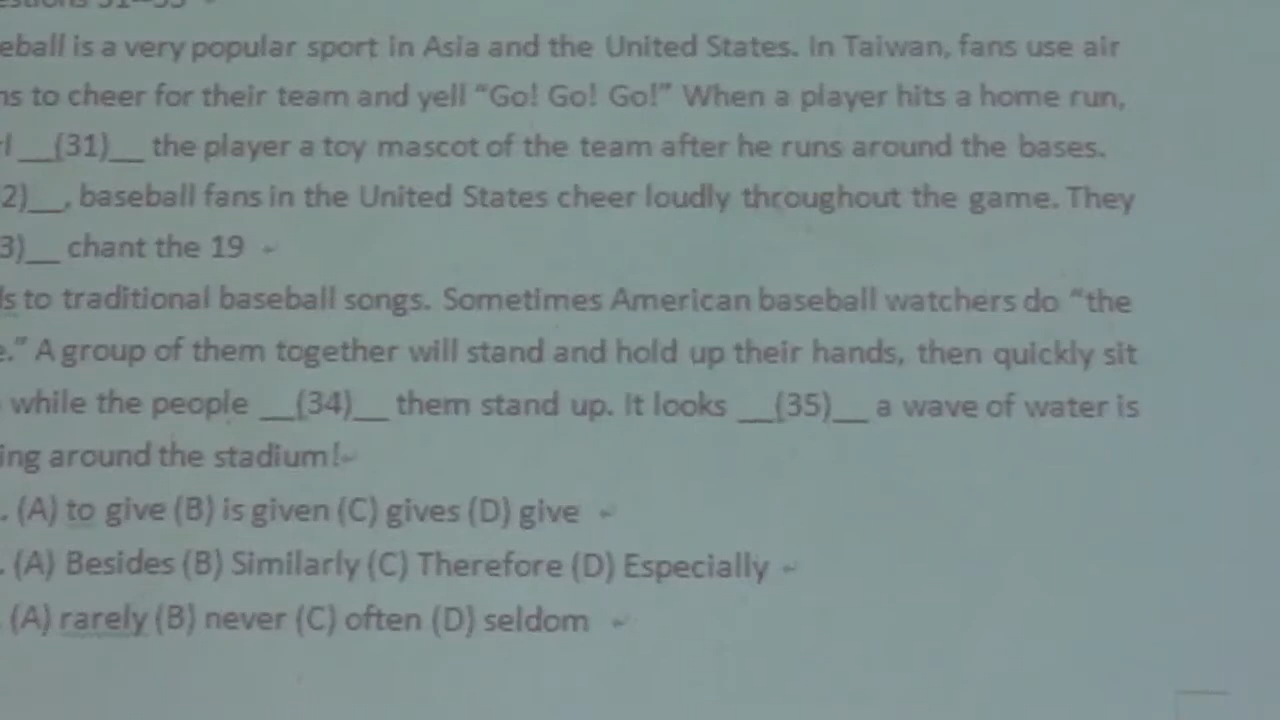 eball is a very popular sport in Asia and the United States. In Taiwan, fans use air
ns to cheer for their team and yell “Go! Go! Go!” When a player hits a home run,
__(31)__ the player a toy mascot of the team after he runs around the bases.
2)__, baseball fans in the United States cheer loudly throughout the game. They
3)__ chant the 19
ds to traditional baseball songs. Sometimes American baseball watchers do “the
e.” A group of them together will stand and hold up their hands, then quickly sit
while the people __(34)__ them stand up. It looks __(35)__ a wave of water is
ing around the stadium!
. (A) to give (B) is given (C) gives (D) give
. (A) Besides (B) Similarly (C) Therefore (D) Especially
(A) rarely (B) never (C) often (D) seldom